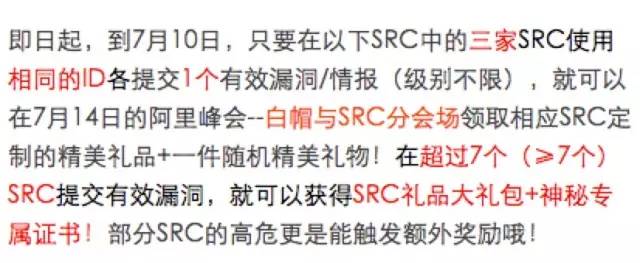 即日起，到7月10日，只要在以下SRC中的三家SRC使用
相同的ID各提交1个有效漏洞/情报（级别不限），就可以
在7月14日的阿里峰会--白帽与SRC分会场领取相应SRC定
制的精美礼品+一件随机精美礼物！在超过7个（≥7个）
SRC提交有效漏洞，就可以获得SRC礼品大礼包+神秘专
属证书！部分SRC的高危更是能触发额外奖励哦！